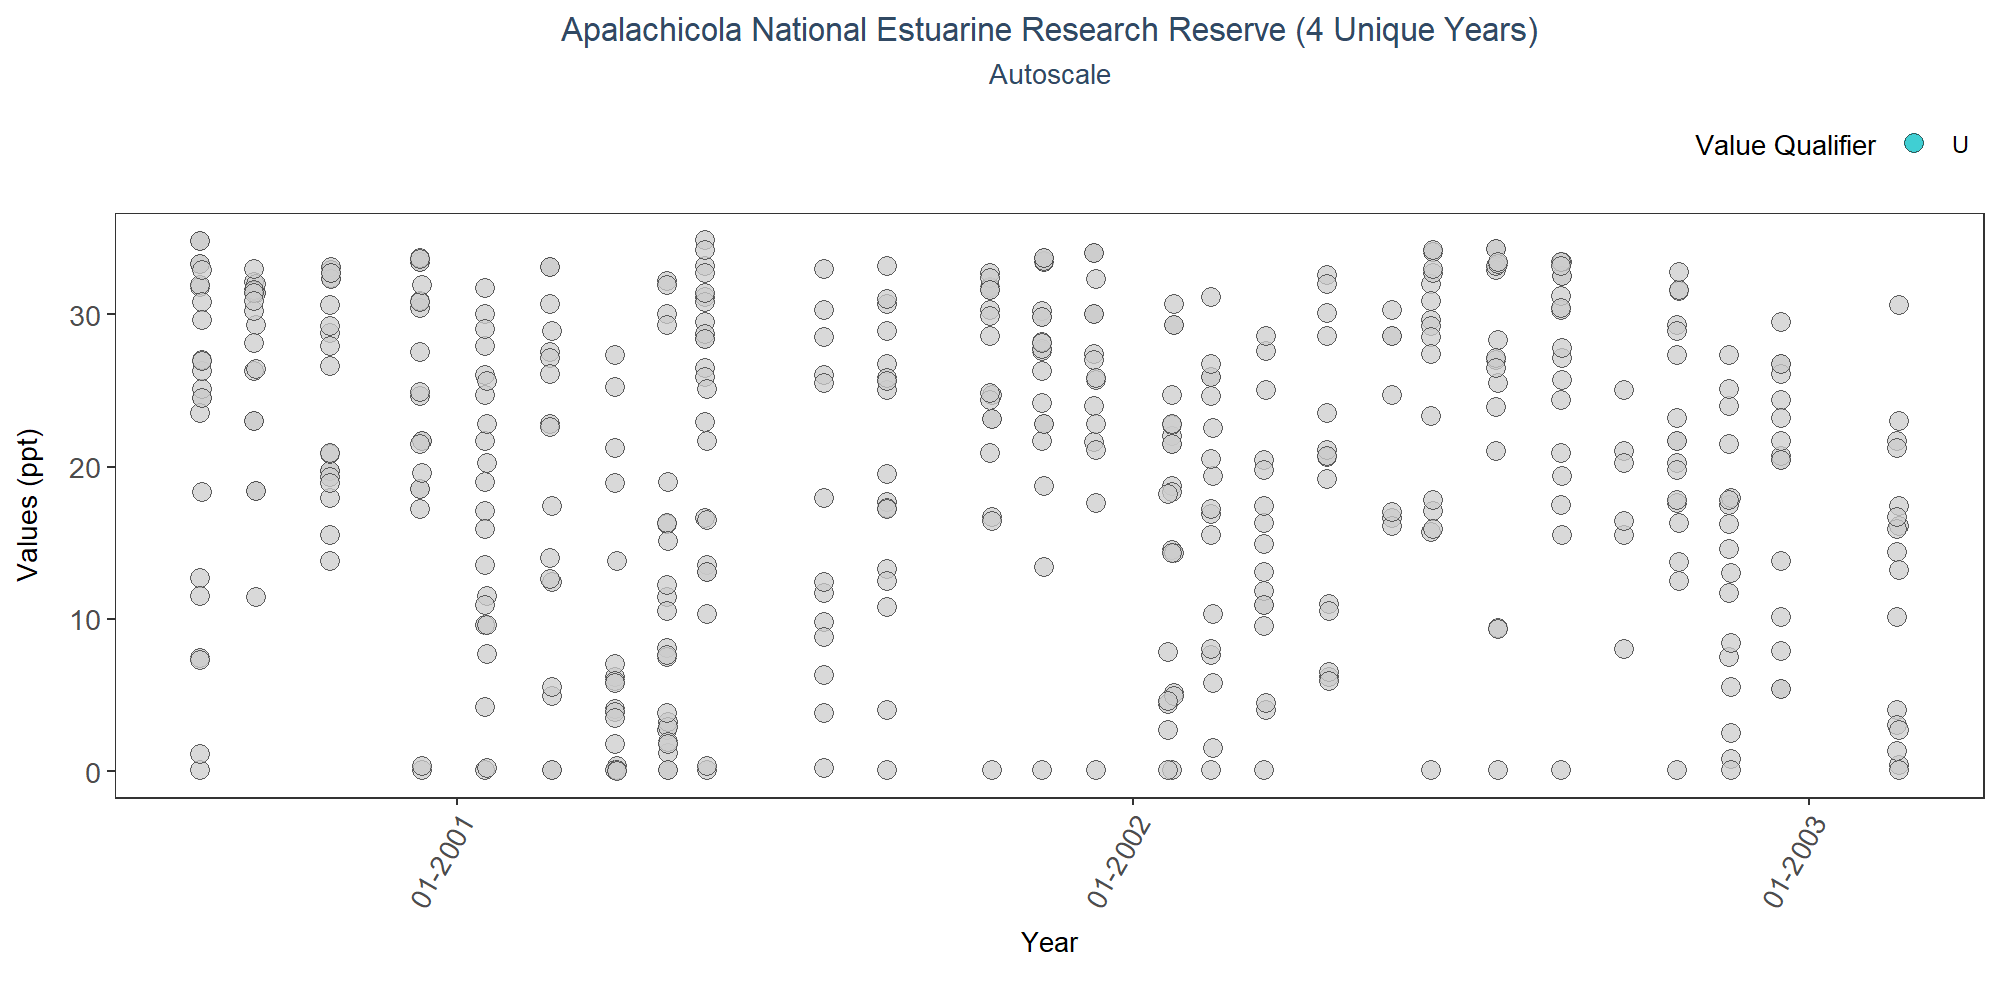 Apalachicola National Estuarine Research Reserve (4 Unique Years)
Autoscale
Value Qualifier U
30
20
10
0
Values (ppt)
01-2001
01-2002
01-2003
Year